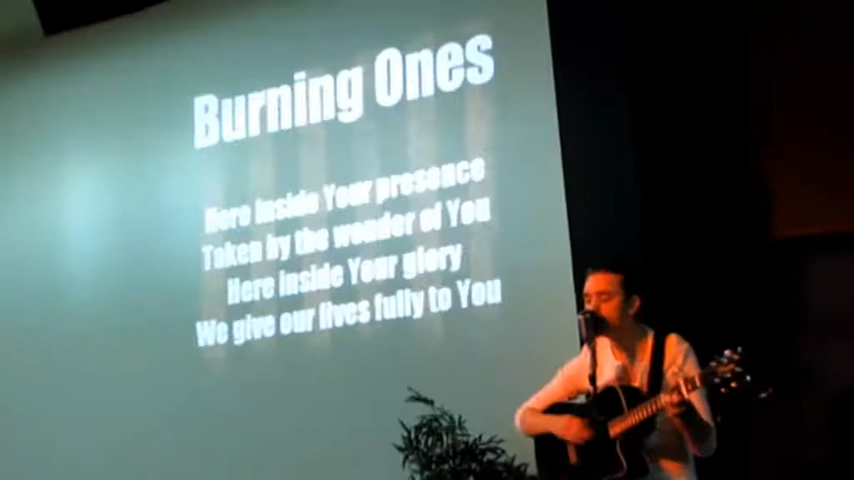 Burning Ones
Here inside Your presence
Taken by the wonder of You
Here inside Your glory
We give our lives fully to You